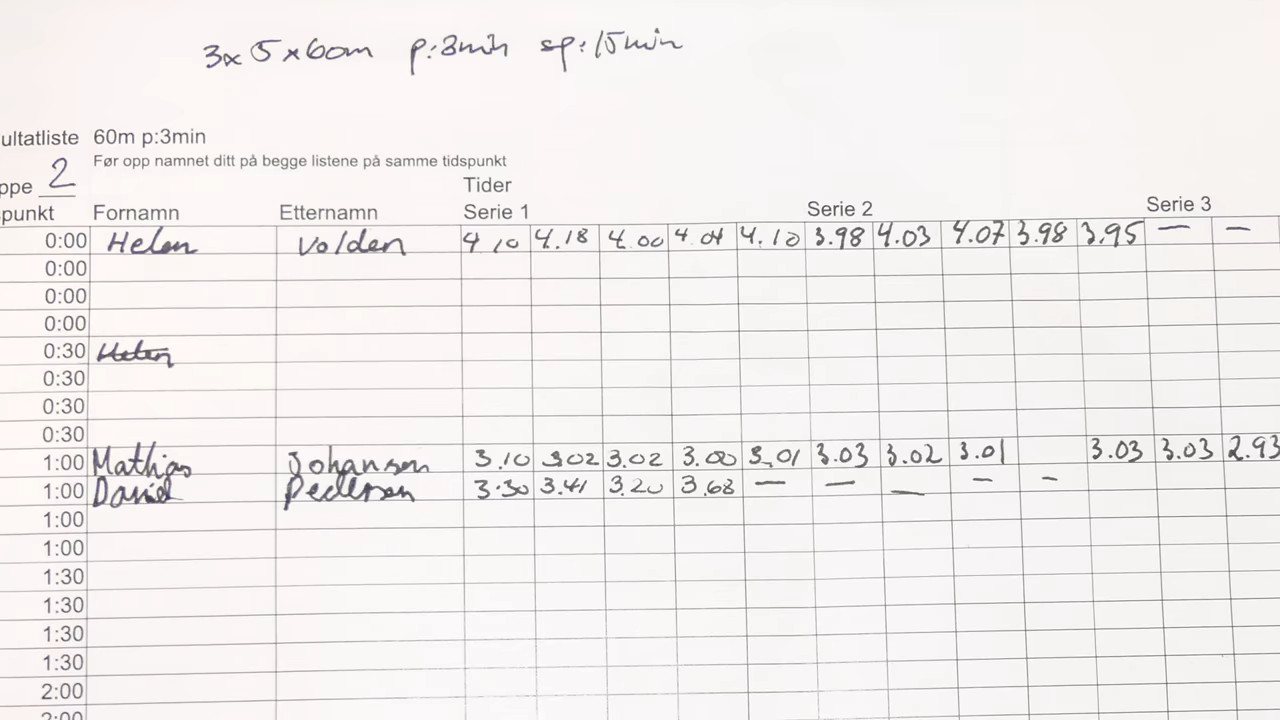 3x 5 x 60m p:3min sp:15min
ultatliste 60m p:3min
Før opp namnet ditt på begge listene på samme tidspunkt
ppe 2
Tider
punkt Fornamn Etternamn Serie 1 Serie 2 Serie 3
0:00 Helen Volden 4.10 4.18 4.00 4.04 4.10 3.98 4.03 4.07 3.98 3.95 — —
0:00
0:00
0:00
0:30 Helen
0:30
0:30
0:30
1:00 Mathias Johansen 3.10 3.02 3.02 3.00 3.01 3.03 3.02 3.01 3.03 3.03 2.93
1:00 David Pedersen 3.30 3.41 3.20 3.68 — — — — —
1:00
1:00
1:30
1:30
1:30
1:30
2:00
2:00